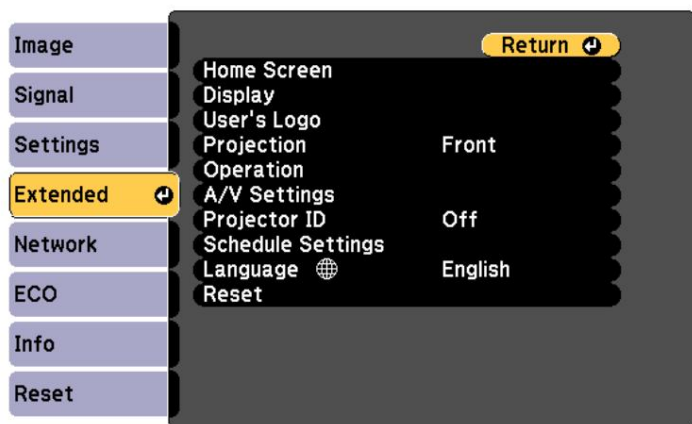 Image
Signal
Settings
Extended
Network
ECO
Info
Reset
Return
Home Screen
Display
User's Logo
Projection Front
Operation
A/V Settings
Projector ID Off
Schedule Settings
Language English
Reset